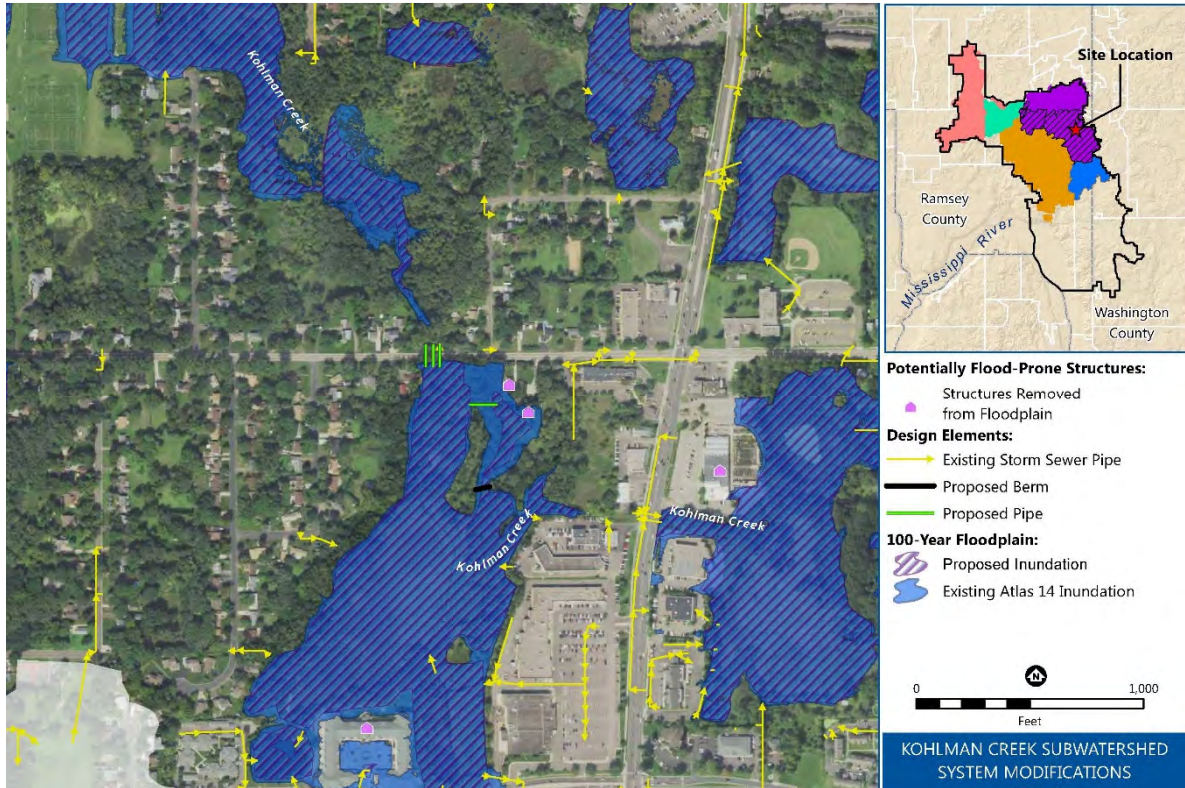 Kohlman Creek
Kohlman Creek
Kohlman Creek
Site Location
Ramsey
County
Mississippi River
Washington
County
Potentially Flood-Prone Structures:
Structures Removed
from Floodplain
Design Elements:
Existing Storm Sewer Pipe
Proposed Berm
Proposed Pipe
100-Year Floodplain:
Proposed Inundation
Existing Atlas 14 Inundation
N
0 1,000
Feet
KOHLMAN CREEK SUBWATERSHED
SYSTEM MODIFICATIONS